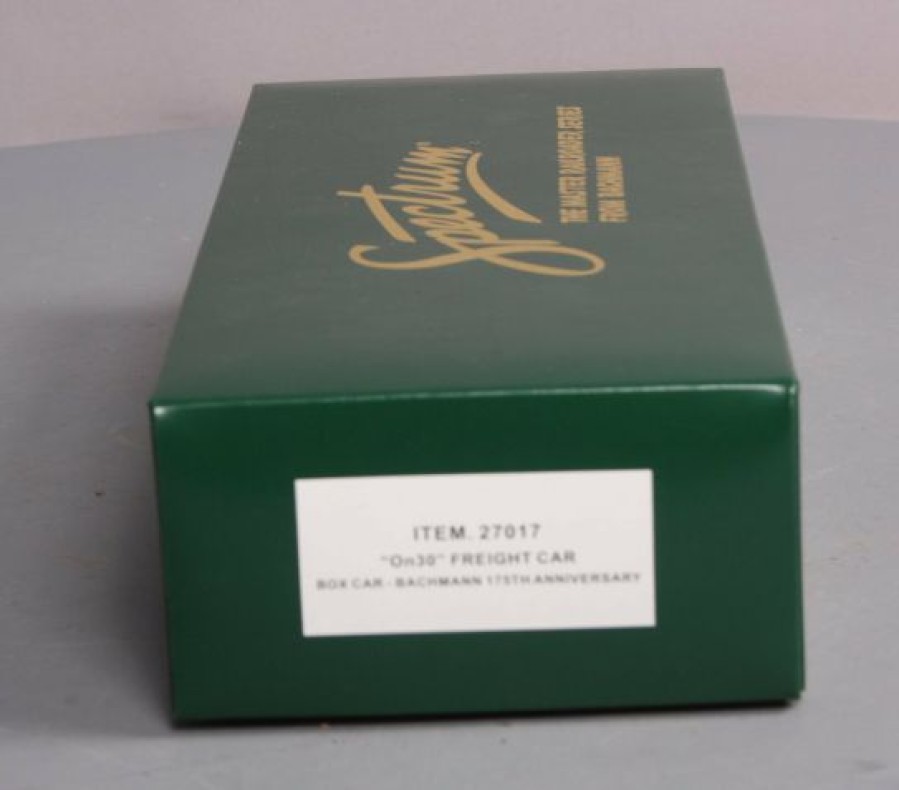 Spectrum
THE MASTER RAILROADER SERIES
FROM BACHMANN
ITEM. 27017
"On30" FREIGHT CAR
BOX CAR - BACHMANN 175TH ANNIVERSARY